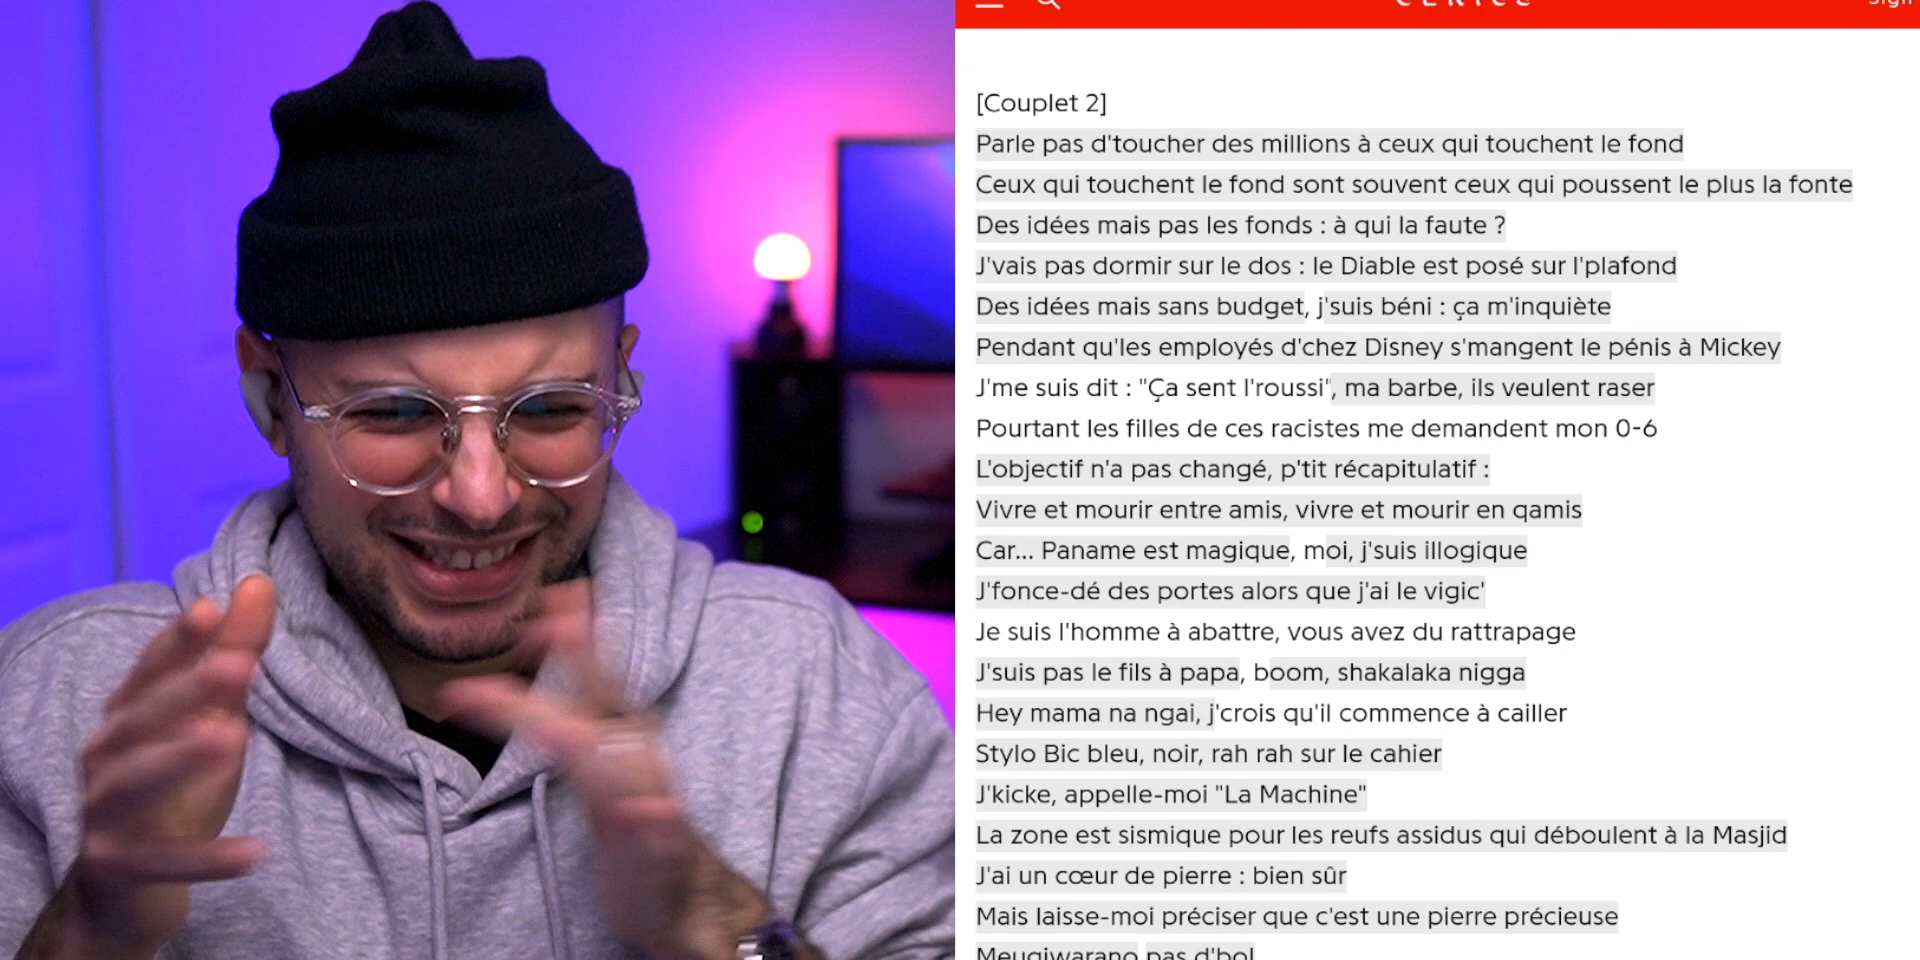 Sign
[Couplet 2]
Parle pas d'toucher des millions à ceux qui touchent le fond
Ceux qui touchent le fond sont souvent ceux qui poussent le plus la fonte
Des idées mais pas les fonds : à qui la faute ?
J'vais pas dormir sur le dos : le Diable est posé sur l'plafond
Des idées mais sans budget, j'suis béni : ça m'inquiète
Pendant qu'les employés d'chez Disney s'mangent le pénis à Mickey
J'me suis dit : "Ça sent l'roussi", ma barbe, ils veulent raser
Pourtant les filles de ces racistes me demandent mon 0-6
L'objectif n'a pas changé, p'tit récapitulatif :
Vivre et mourir entre amis, vivre et mourir en qamis
Car... Paname est magique, moi, j'suis illogique
J'fonce-dé des portes alors que j'ai le vigic'
Je suis l'homme à abattre, vous avez du rattrapage
J'suis pas le fils à papa, boom, shakalaka nigga
Hey mama na ngai, j'crois qu'il commence à cailler
Stylo Bic bleu, noir, rah rah sur le cahier
J'kicke, appelle-moi "La Machine"
La zone est sismique pour les reufs assidus qui déboulent à la Masjid
J'ai un cœur de pierre : bien sûr
Mais laisse-moi préciser que c'est une pierre précieuse
Meugiwarano pas d'bol